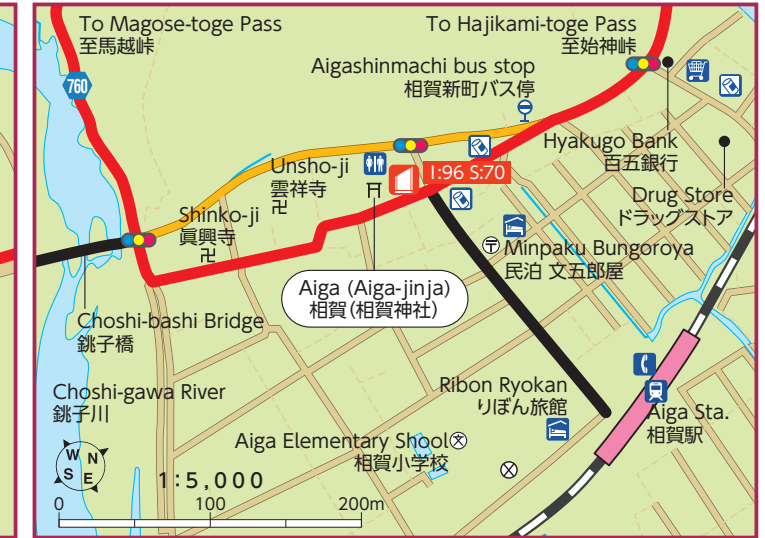 To Magose-toge Pass
至馬越峠
To Hajikami-toge Pass
至始神峠
760
Aigashinmachi bus stop
相賀新町バス停
Hyakugo Bank
百五銀行
Unsho-ji
雲祥寺
卍
I:96 S:70
Drug Store
ドラッグストア
Shinko-ji
眞興寺
卍
〒
Minpaku Bungoroya
民泊 文五郎屋
Aiga (Aiga-jinja)
相賀(相賀神社)
Choshi-bashi Bridge
銚子橋
Choshi-gawa River
銚子川
Ribon Ryokan
りぼん旅館
Aiga Sta.
相賀駅
Aiga Elementary Shool
文
相賀小学校
W N
S E
1:5,000
0 100 200m